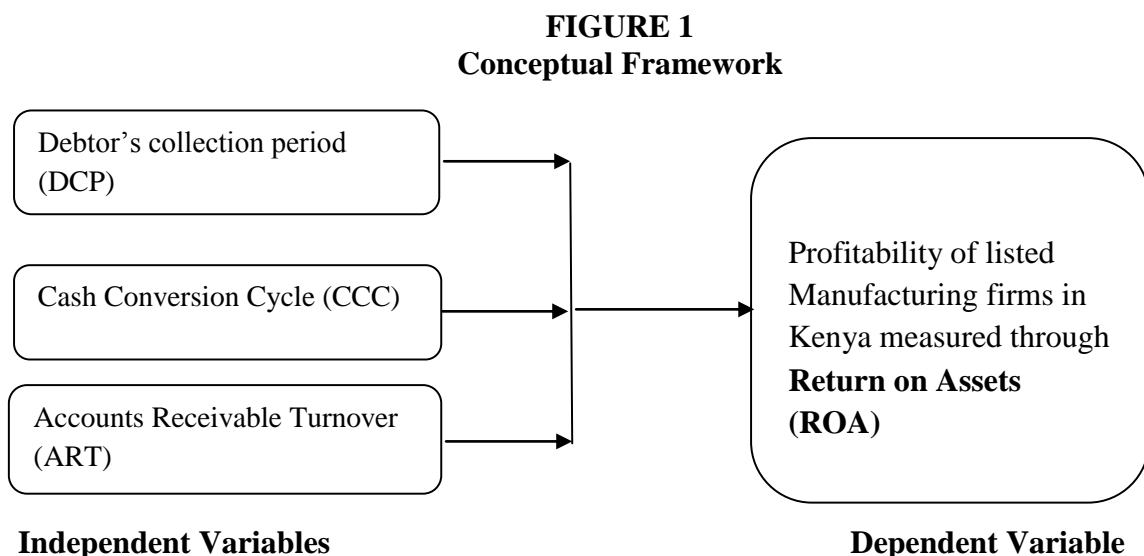 FIGURE 1
Conceptual Framework
Debtor's collection period
(DCP)
Cash Conversion Cycle (CCC)
Accounts Receivable Turnover
(ART)
Profitability of listed
Manufacturing firms in
Kenya measured through
Return on Assets
(ROA)
Independent Variables
Dependent Variable